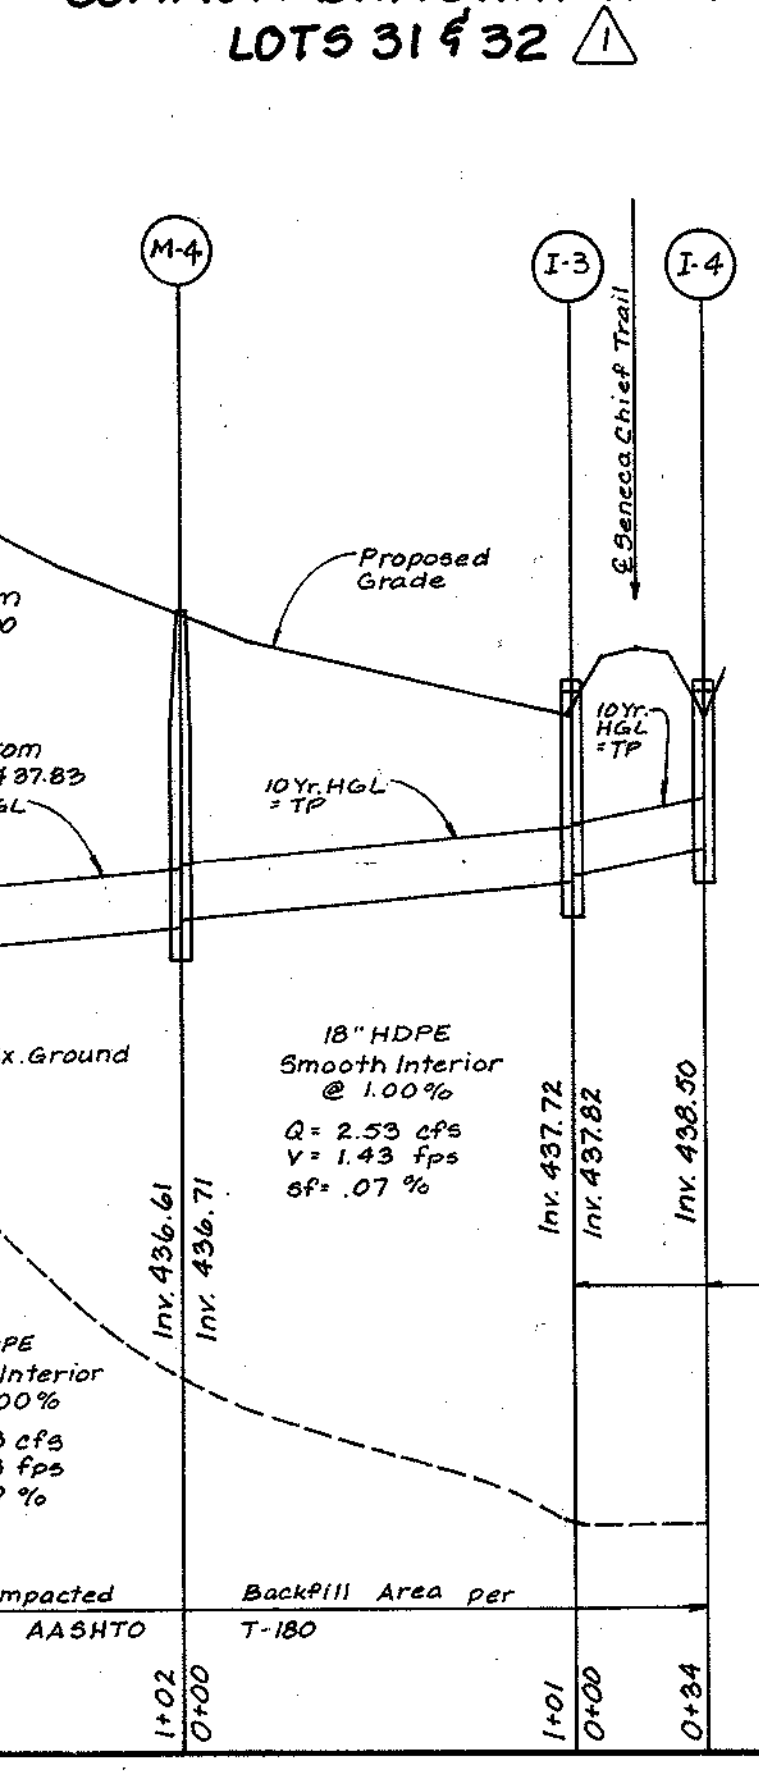 LOTS 31 & 32 1
M-4
I-3
I-4
℄ Seneca Chief Trail
Proposed
Grade
10 Yr.
HGL
= TP
37.83
10 Yr. HGL
= TP
18" HDPE
Smooth Interior
@ 1.00%
Q = 2.53 cfs
V = 1.43 fps
sf = .07 %
x. Ground
Inv. 436.61
Inv. 436.71
Inv. 437.72
Inv. 437.82
Inv. 438.50
PE
Interior
00%
cfs
fps
%
mpacted Backfill Area per
AASHTO T-180
1+02
0+00
1+01
0+00
0+34